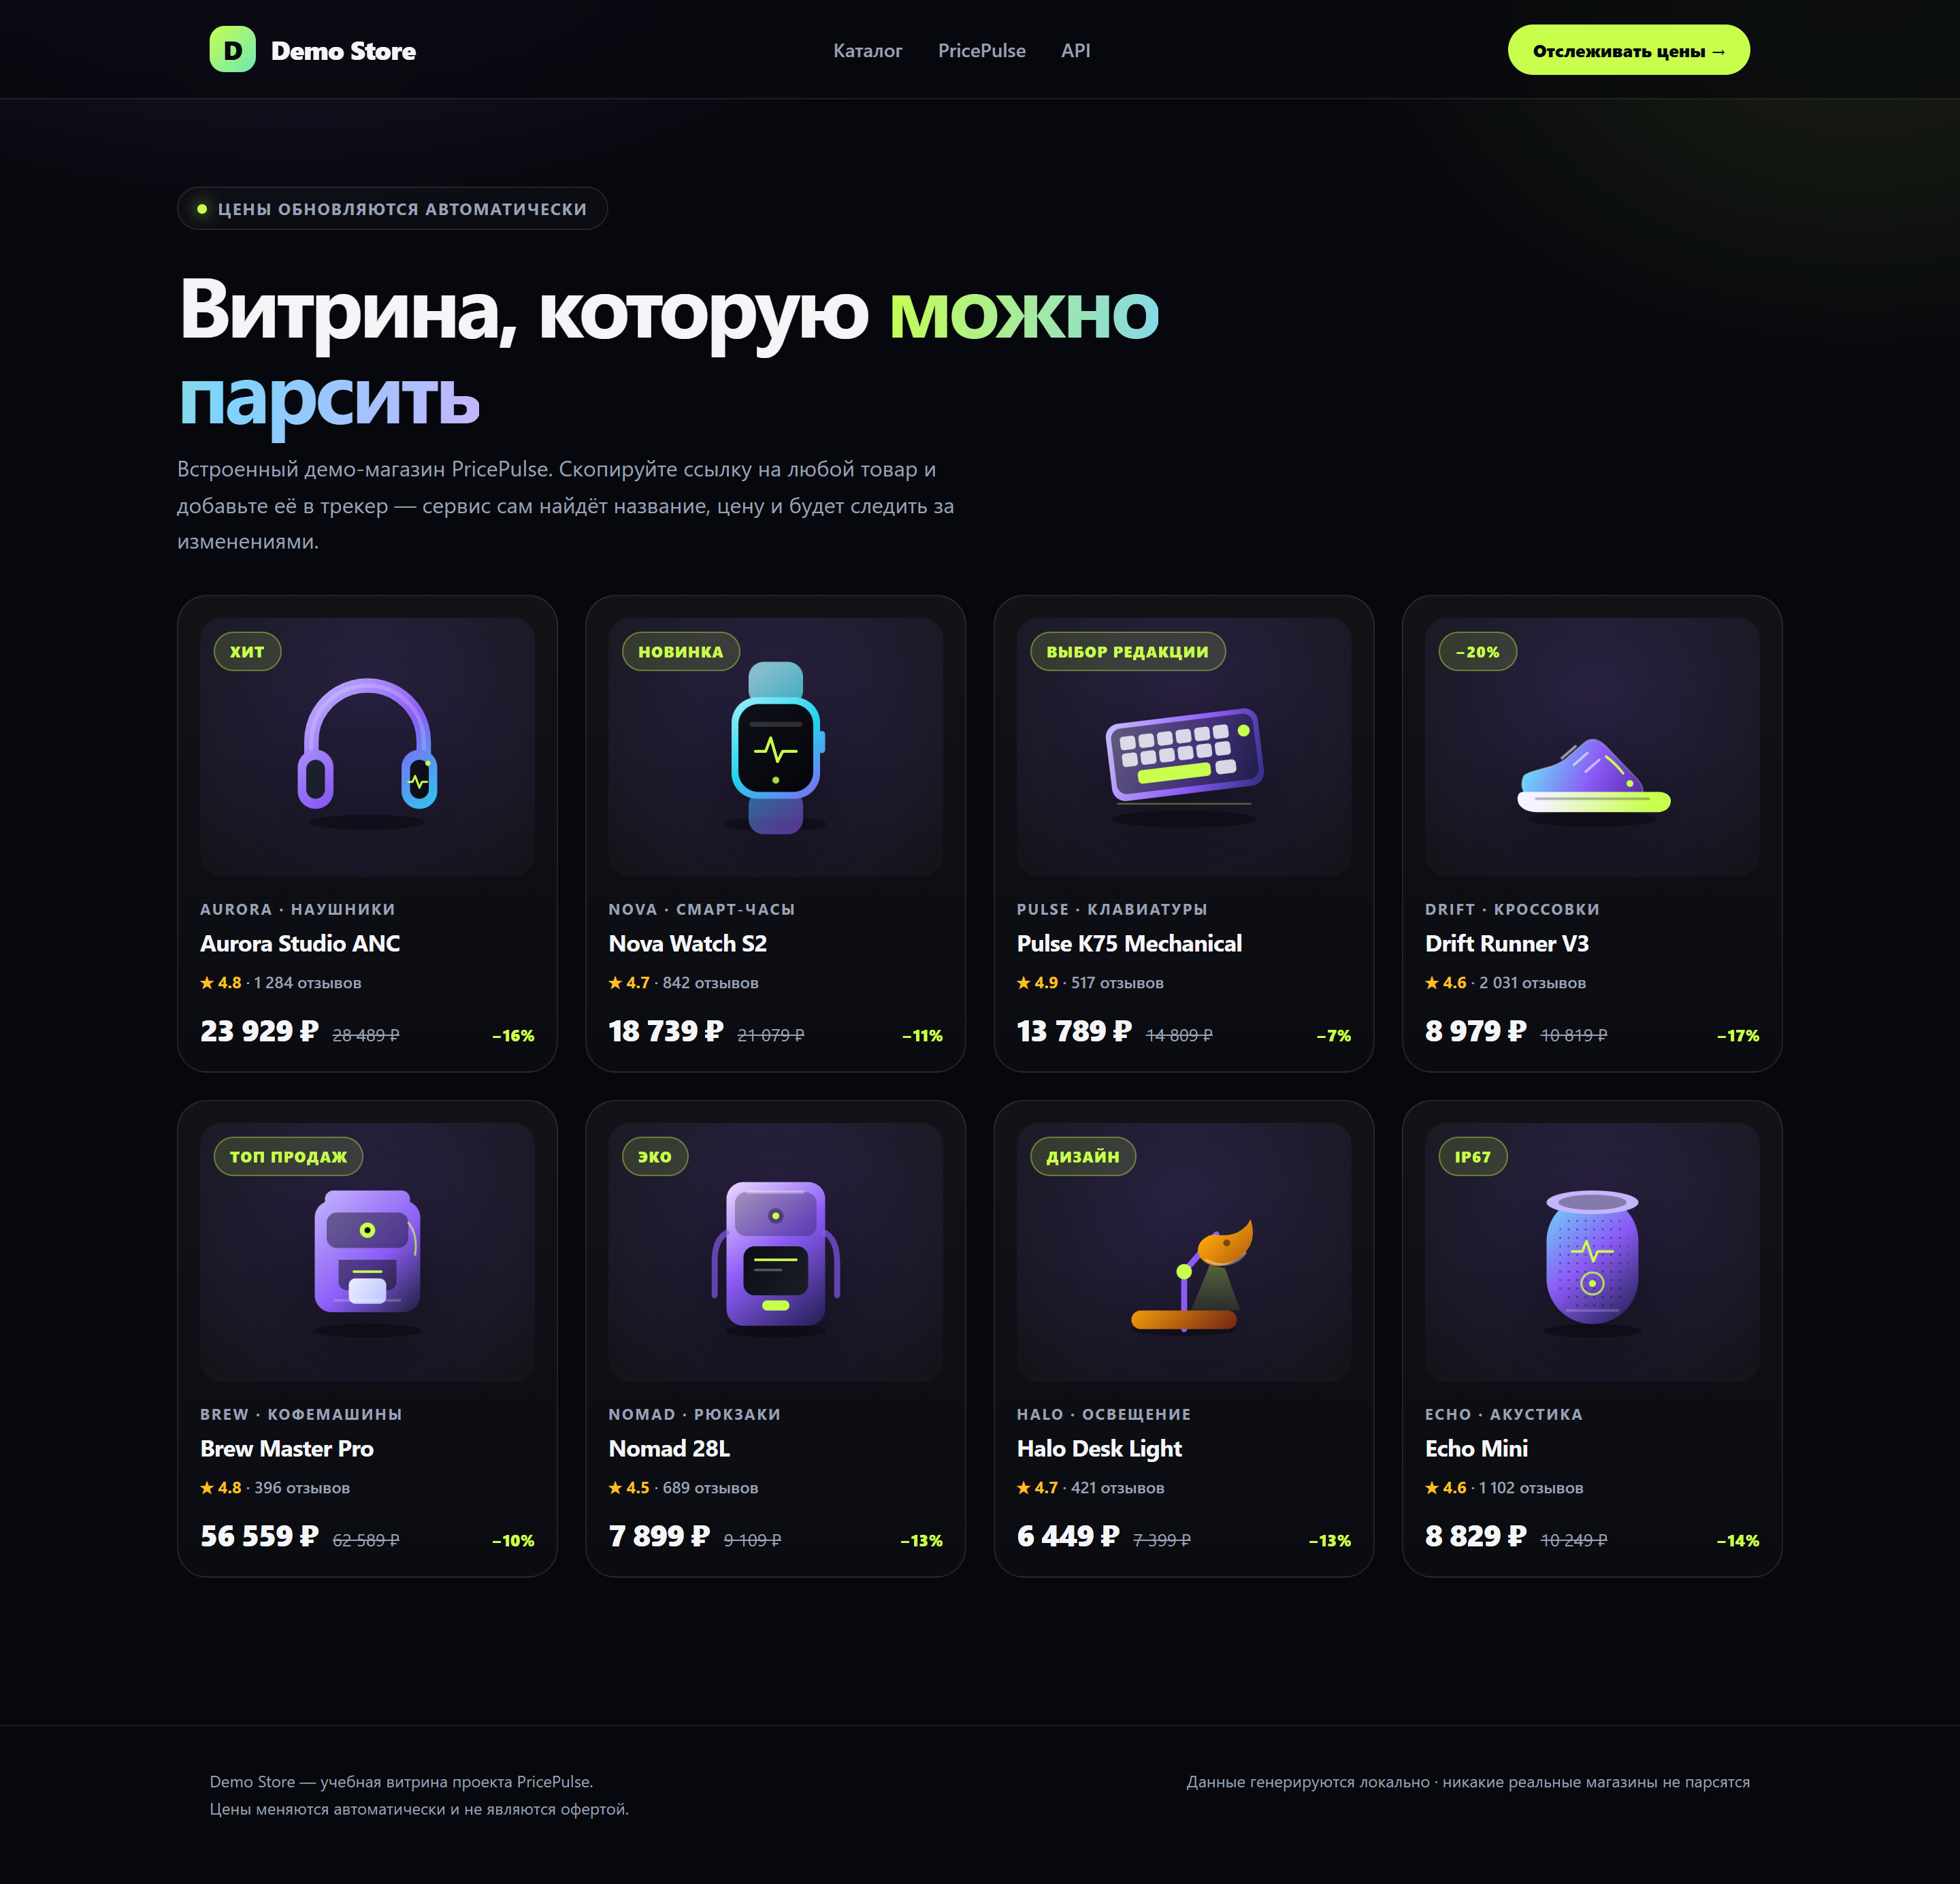 D Demo Store
Каталог PricePulse API
Отслеживать цены →
ЦЕНЫ ОБНОВЛЯЮТСЯ АВТОМАТИЧЕСКИ
Витрина, которую можно
парсить
Встроенный демо-магазин PricePulse. Скопируйте ссылку на любой товар и
добавьте её в трекер — сервис сам найдёт название, цену и будет следить за
изменениями.
ХИТ
AURORA · НАУШНИКИ
Aurora Studio ANC
★ 4.8 · 1 284 отзывов
23 929 ₽ 28 489 ₽ −16%
НОВИНКА
NOVA · СМАРТ-ЧАСЫ
Nova Watch S2
★ 4.7 · 842 отзывов
18 739 ₽ 21 079 ₽ −11%
ВЫБОР РЕДАКЦИИ
PULSE · КЛАВИАТУРЫ
Pulse K75 Mechanical
★ 4.9 · 517 отзывов
13 789 ₽ 14 809 ₽ −7%
−20%
DRIFT · КРОССОВКИ
Drift Runner V3
★ 4.6 · 2 031 отзывов
8 979 ₽ 10 819 ₽ −17%
ТОП ПРОДАЖ
BREW · КОФЕМАШИНЫ
Brew Master Pro
★ 4.8 · 396 отзывов
56 559 ₽ 62 589 ₽ −10%
ЭКО
NOMAD · РЮКЗАКИ
Nomad 28L
★ 4.5 · 689 отзывов
7 899 ₽ 9 109 ₽ −13%
ДИЗАЙН
HALO · ОСВЕЩЕНИЕ
Halo Desk Light
★ 4.7 · 421 отзывов
6 449 ₽ 7 399 ₽ −13%
IP67
ECHO · АКУСТИКА
Echo Mini
★ 4.6 · 1 102 отзывов
8 829 ₽ 10 249 ₽ −14%
Demo Store — учебная витрина проекта PricePulse.
Цены меняются автоматически и не являются офертой.
Данные генерируются локально · никакие реальные магазины не парсятся